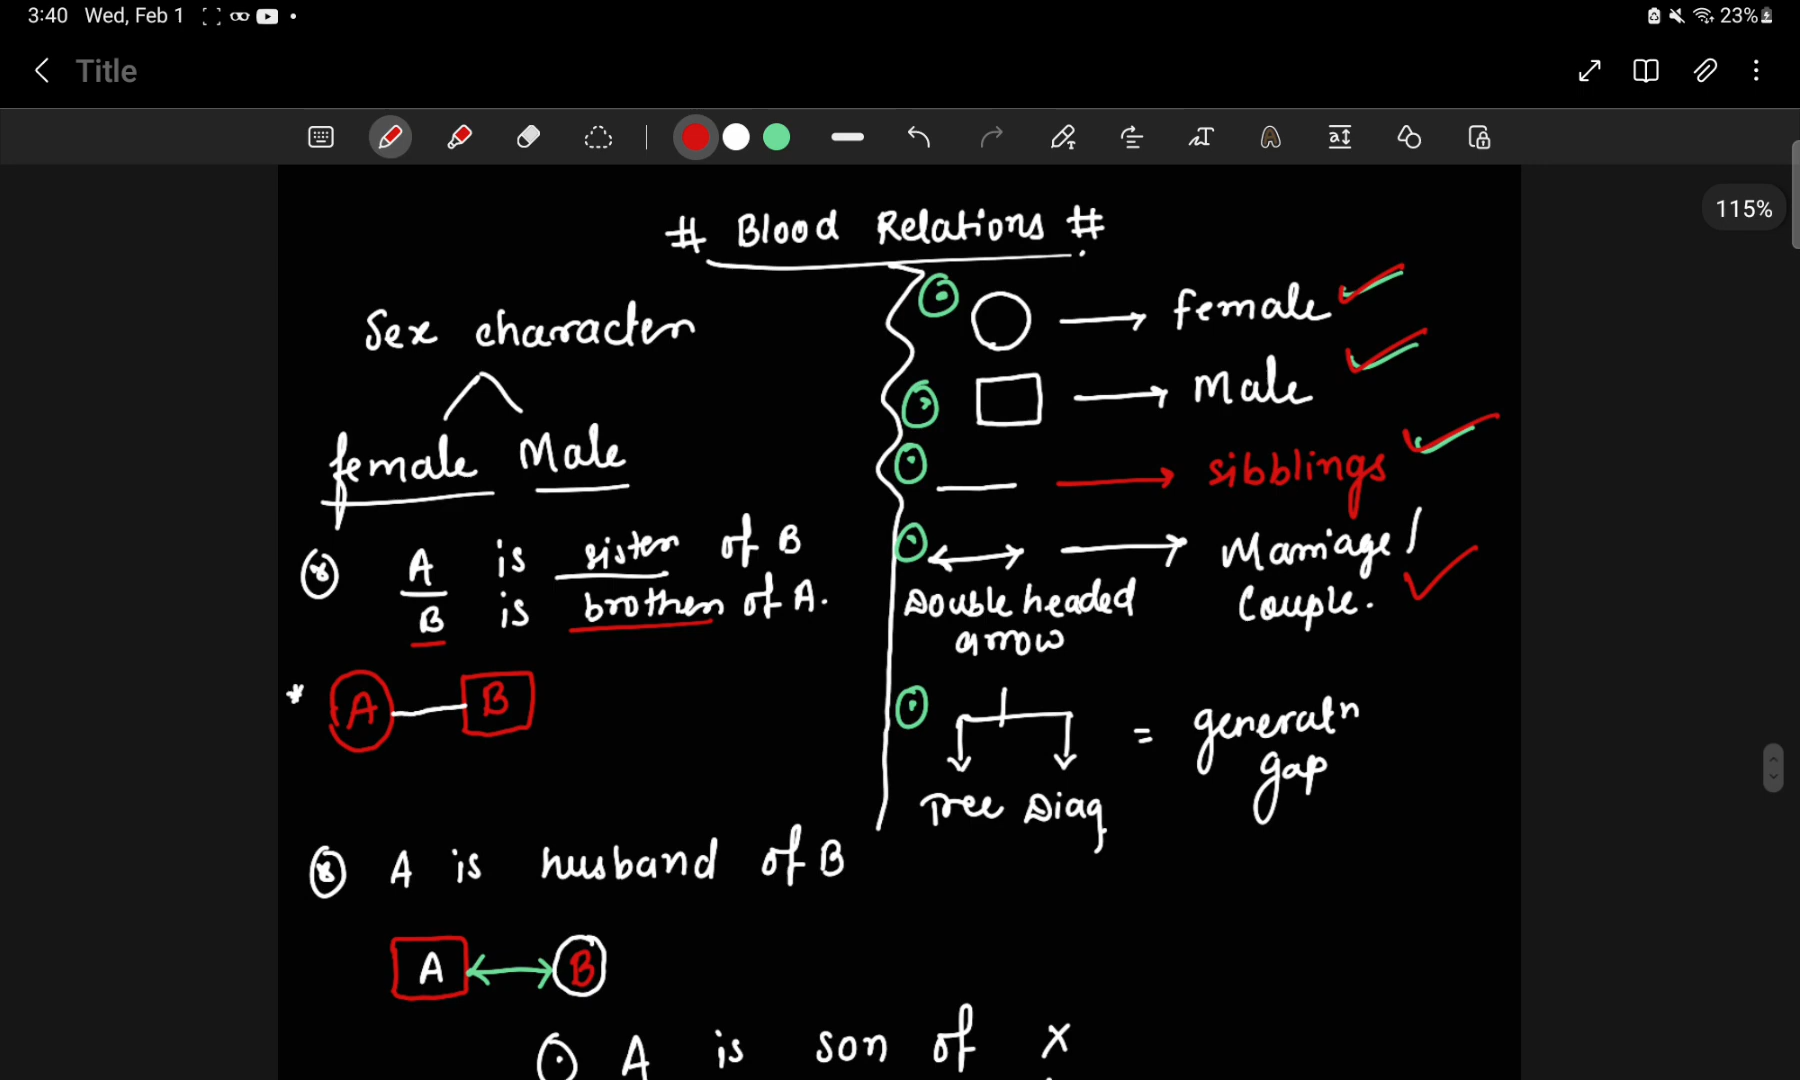 3:40 Wed, Feb 1
23%
Title
115%
# Blood Relations #
Sex character
female Male
A is sister of B
B is brother of A.
* A B
female
Male
sibblings
Marriage /
Couple.
Double headed
arrow
= generatn
gap
Tree Diag
A is husband of B
A B
A is son of X